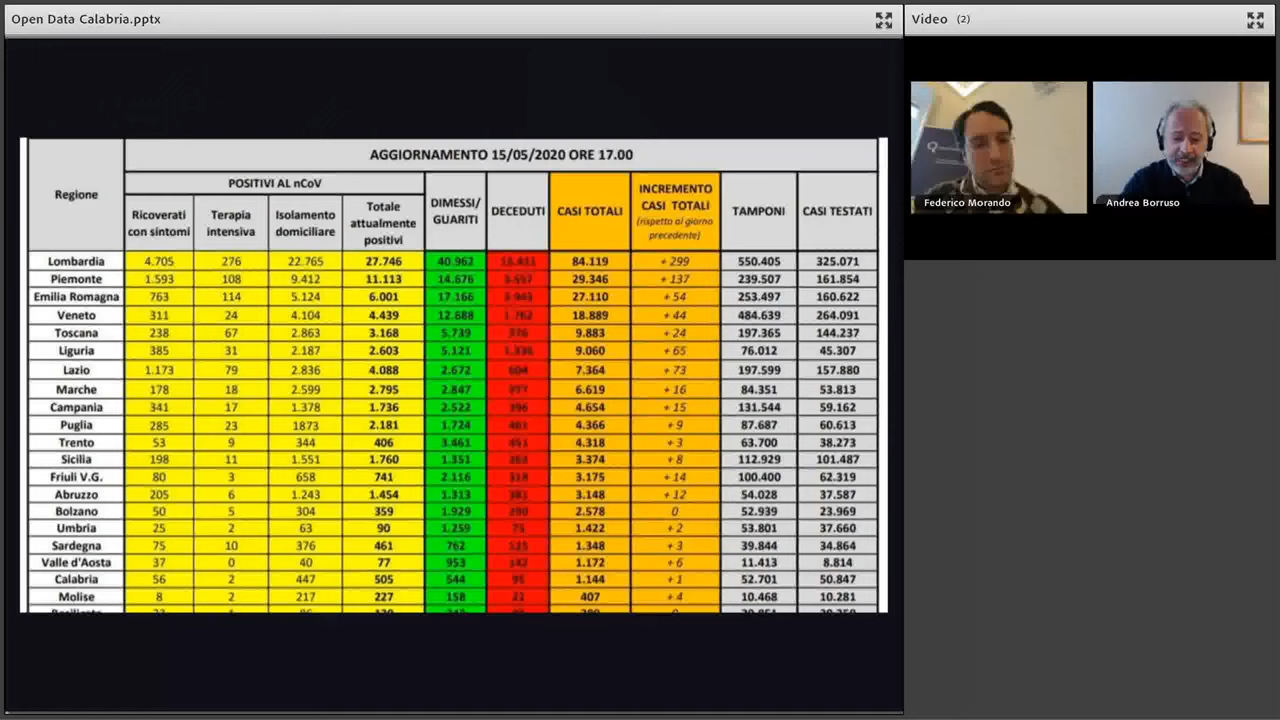 Open Data Calabria.pptx
Video (2)
Federico Morando
Andrea Borruso
AGGIORNAMENTO 15/05/2020 ORE 17.00
Regione
POSITIVI AL nCoV
Ricoverati con sintomi
Terapia intensiva
Isolamento domiciliare
Totale attualmente positivi
DIMESSI/ GUARITI
DECEDUTI
CASI TOTALI
INCREMENTO CASI TOTALI (rispetto al giorno precedente)
TAMPONI
CASI TESTATI
Lombardia 4.705 276 22.765 27.746 40.962 84.119 + 299 550.405 325.071
Piemonte 1.593 108 9.412 11.113 14.676 29.346 + 137 239.507 161.854
Emilia Romagna 763 114 5.124 6.001 17.166 27.110 + 54 253.497 160.622
Veneto 311 24 4.104 4.439 12.688 18.889 + 44 484.639 264.091
Toscana 238 67 2.863 3.168 5.739 9.883 + 24 197.365 144.237
Liguria 385 31 2.187 2.603 5.121 9.060 + 65 76.012 45.307
Lazio 1.173 79 2.836 4.088 2.672 7.364 + 73 197.599 157.880
Marche 178 18 2.599 2.795 2.847 6.619 + 16 84.351 53.813
Campania 341 17 1.378 1.736 2.522 4.654 + 15 131.544 59.162
Puglia 285 23 1873 2.181 1.724 4.366 + 9 87.687 60.613
Trento 53 9 344 406 3.461 4.318 + 3 63.700 38.273
Sicilia 198 11 1.551 1.760 1.351 3.374 + 8 112.929 101.487
Friuli V.G. 80 3 658 741 2.116 3.175 + 14 100.400 62.319
Abruzzo 205 6 1.243 1.454 1.313 3.148 + 12 54.028 37.587
Bolzano 50 5 304 359 1.929 2.578 0 52.939 23.969
Umbria 25 2 63 90 1.259 1.422 + 2 53.801 37.660
Sardegna 75 10 376 461 762 1.348 + 3 39.844 34.864
Valle d'Aosta 37 0 40 77 953 1.172 + 6 11.413 8.814
Calabria 56 2 447 505 544 1.144 + 1 52.701 50.847
Molise 8 2 217 227 158 407 + 4 10.468 10.281